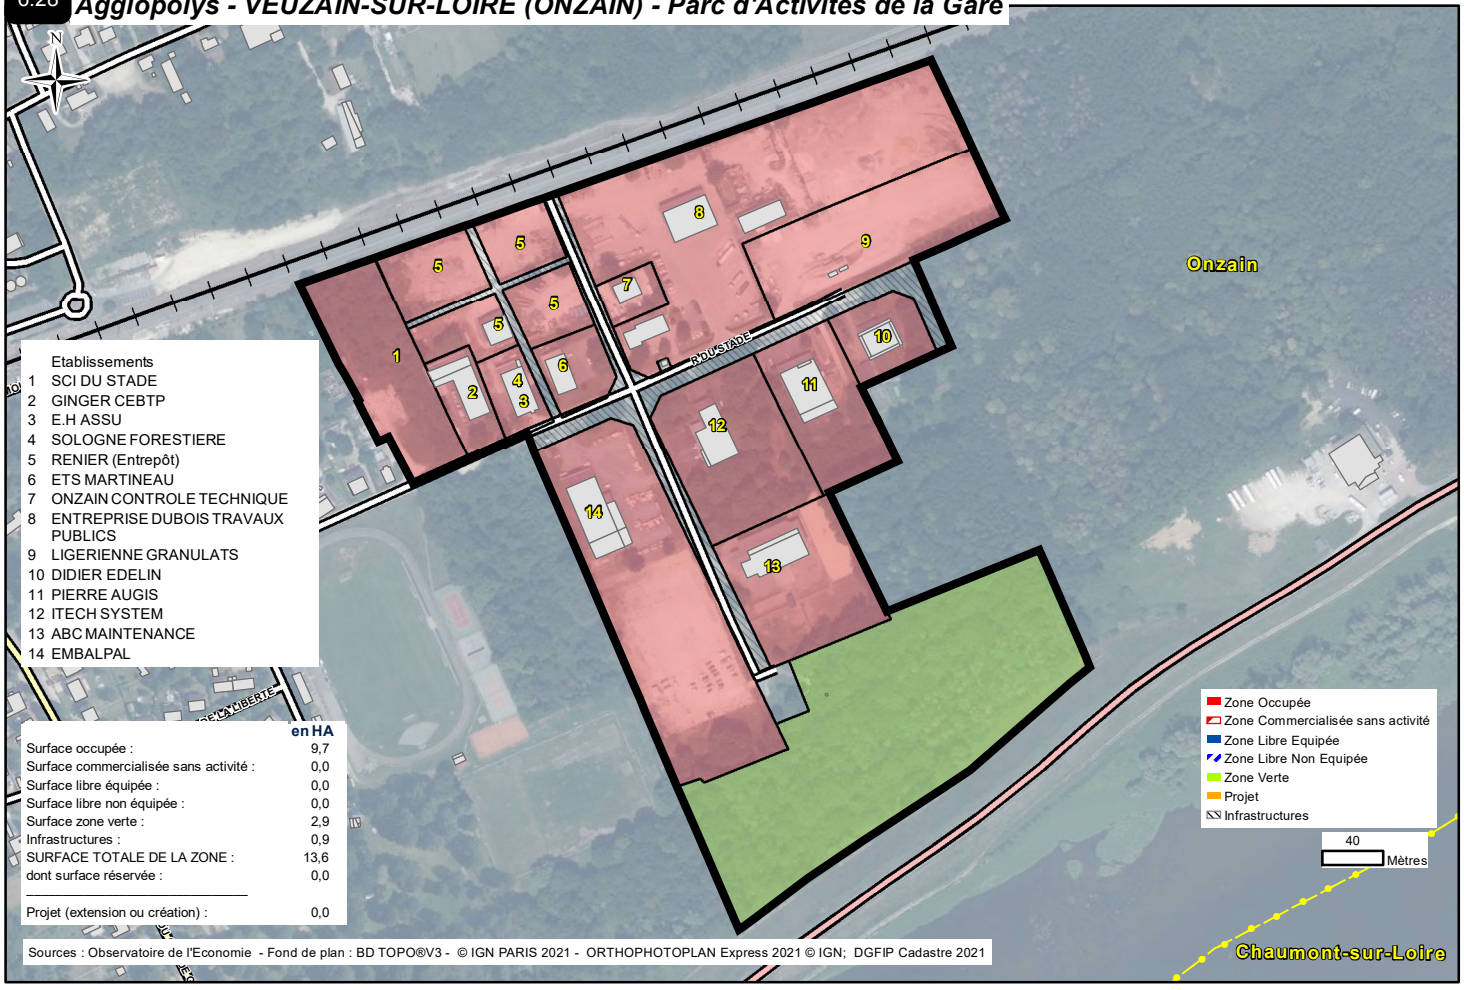 6.28 Agglopolys - VEUZAIN-SUR-LOIRE (ONZAIN) - Parc d'Activités de la Gare
N
Onzain
5
5
5
5
8
9
7
1
2
4
3
6
R DU STADE
10
11
12
13
14
Etablissements
1 SCI DU STADE
2 GINGER CEBTP
3 E.H ASSU
4 SOLOGNE FORESTIERE
5 RENIER (Entrepôt)
6 ETS MARTINEAU
7 ONZAIN CONTROLE TECHNIQUE
8 ENTREPRISE DUBOIS TRAVAUX
PUBLICS
9 LIGERIENNE GRANULATS
10 DIDIER EDELIN
11 PIERRE AUGIS
12 ITECH SYSTEM
13 ABC MAINTENANCE
14 EMBALPAL
DE LA LIBERTE
en HA
Surface occupée : 9,7
Surface commercialisée sans activité : 0,0
Surface libre équipée : 0,0
Surface libre non équipée : 0,0
Surface zone verte : 2,9
Infrastructures : 0,9
SURFACE TOTALE DE LA ZONE : 13,6
dont surface réservée : 0,0
Projet (extension ou création) : 0,0
Zone Occupée
Zone Commercialisée sans activité
Zone Libre Equipée
Zone Libre Non Equipée
Zone Verte
Projet
Infrastructures
40
Mètres
Chaumont-sur-Loire
Sources : Observatoire de l'Economie - Fond de plan : BD TOPO®V3 - © IGN PARIS 2021 - ORTHOPHOTOPLAN Express 2021 © IGN; DGFIP Cadastre 2021